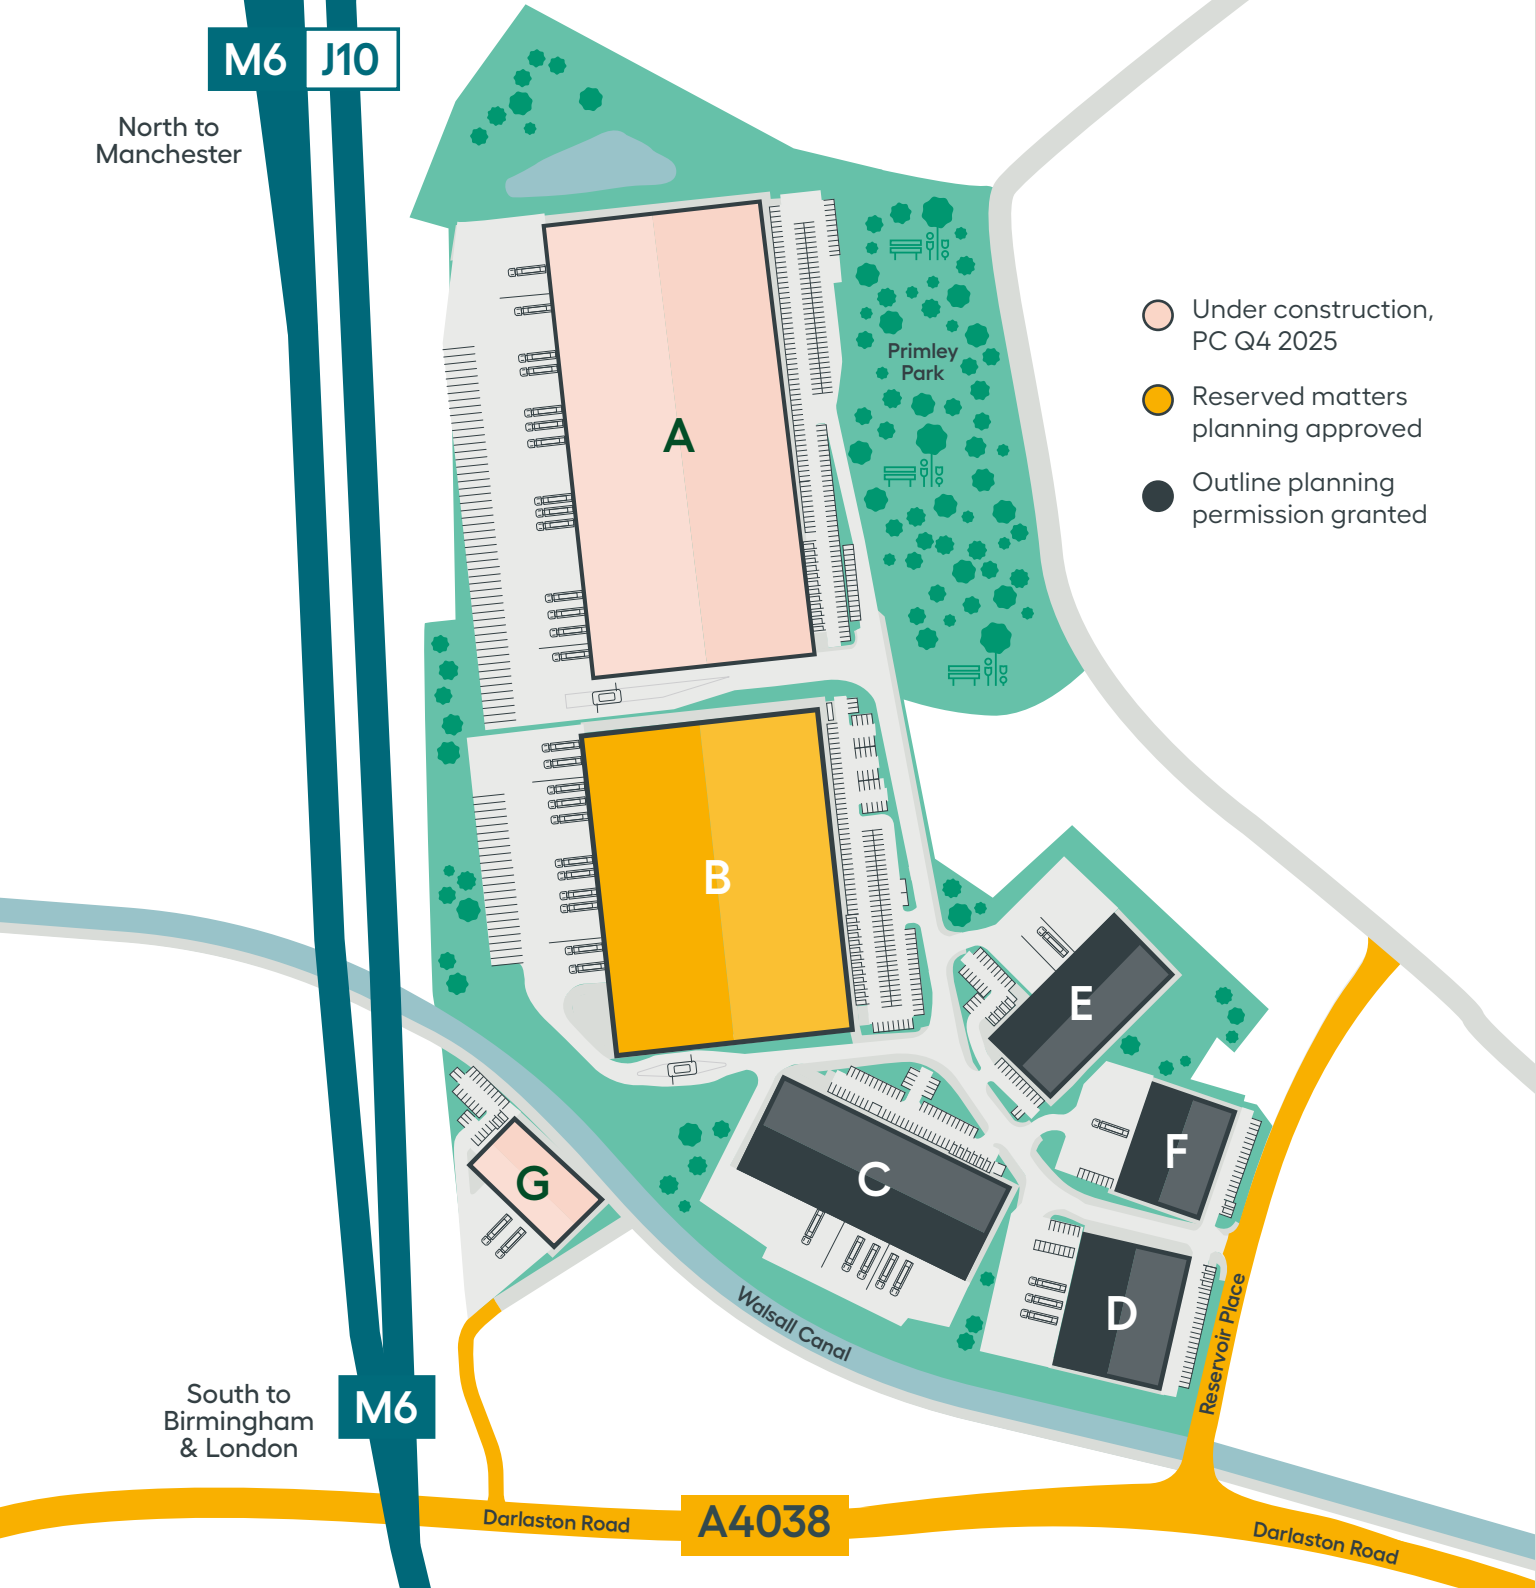 M6 J10
North to
Manchester
Under construction,
PC Q4 2025
Primley
Park
Reserved matters
planning approved
A
Outline planning
permission granted
B
E
F
C
G
D
Walsall Canal
Reservoir Place
South to
Birmingham
& London
M6
Darlaston Road
A4038
Darlaston Road